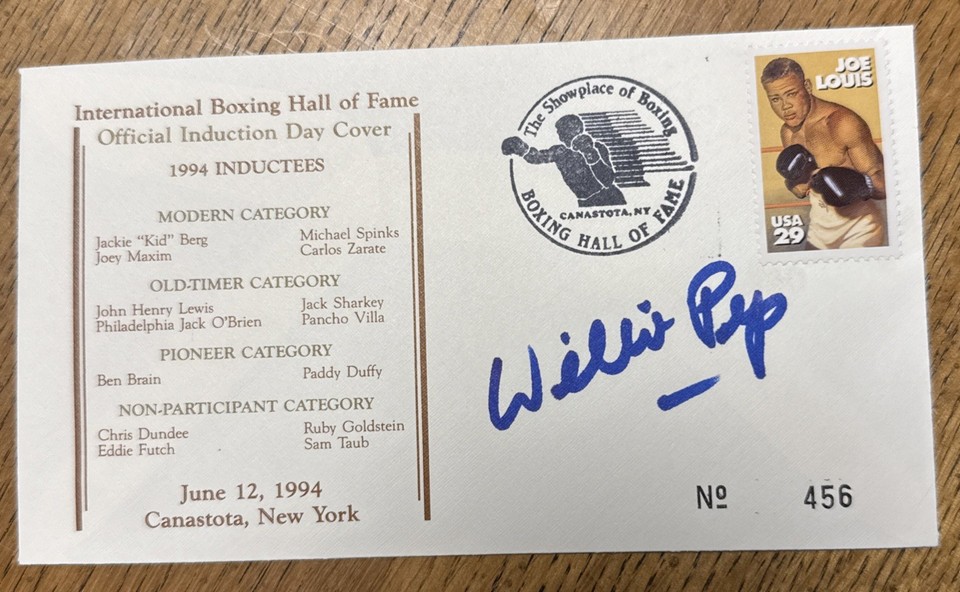 International Boxing Hall of Fame
Official Induction Day Cover
1994 INDUCTEES
MODERN CATEGORY
Jackie "Kid" Berg
Joey Maxim
Michael Spinks
Carlos Zarate
OLD-TIMER CATEGORY
John Henry Lewis
Philadelphia Jack O'Brien
Jack Sharkey
Pancho Villa
PIONEER CATEGORY
Ben Brain
Paddy Duffy
NON-PARTICIPANT CATEGORY
Chris Dundee
Eddie Futch
Ruby Goldstein
Sam Taub
June 12, 1994
Canastota, New York
The Showplace of Boxing
CANASTOTA, NY
BOXING HALL OF FAME
JOE
LOUIS
USA
29
Willie Pep
Nº 456